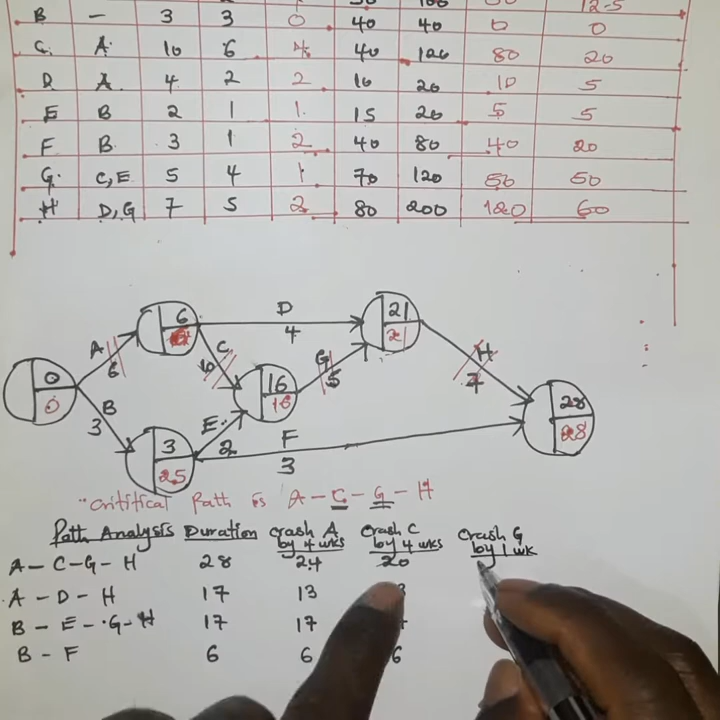 12-5
B - 3 3 0 40 40 0 0
C. A. 10 6 4 40 120 80 20
D A 4 2 2 10 20 10 5
E B 2 1 1. 15 20 5 5
F B. 3 1 2 40 80 40 20
G. C, E 5 4 1 70 120 50 50
H D, G 7 5 2 80 200 120 60
6
D
4
21
A
6
C
10
G
5
H
7
0
0
16
16
28
28
B
3
E.
2
3
F
3
Crititical Path is A - C - G - H
Path Analysis Duration Crash A by 4 wks Crash C by 4 wks Crash G by 1 wk
A - C - G - H 28 24 20
A - D - H 17 13
B - E - G - H 17 17
B - F 6 6 6